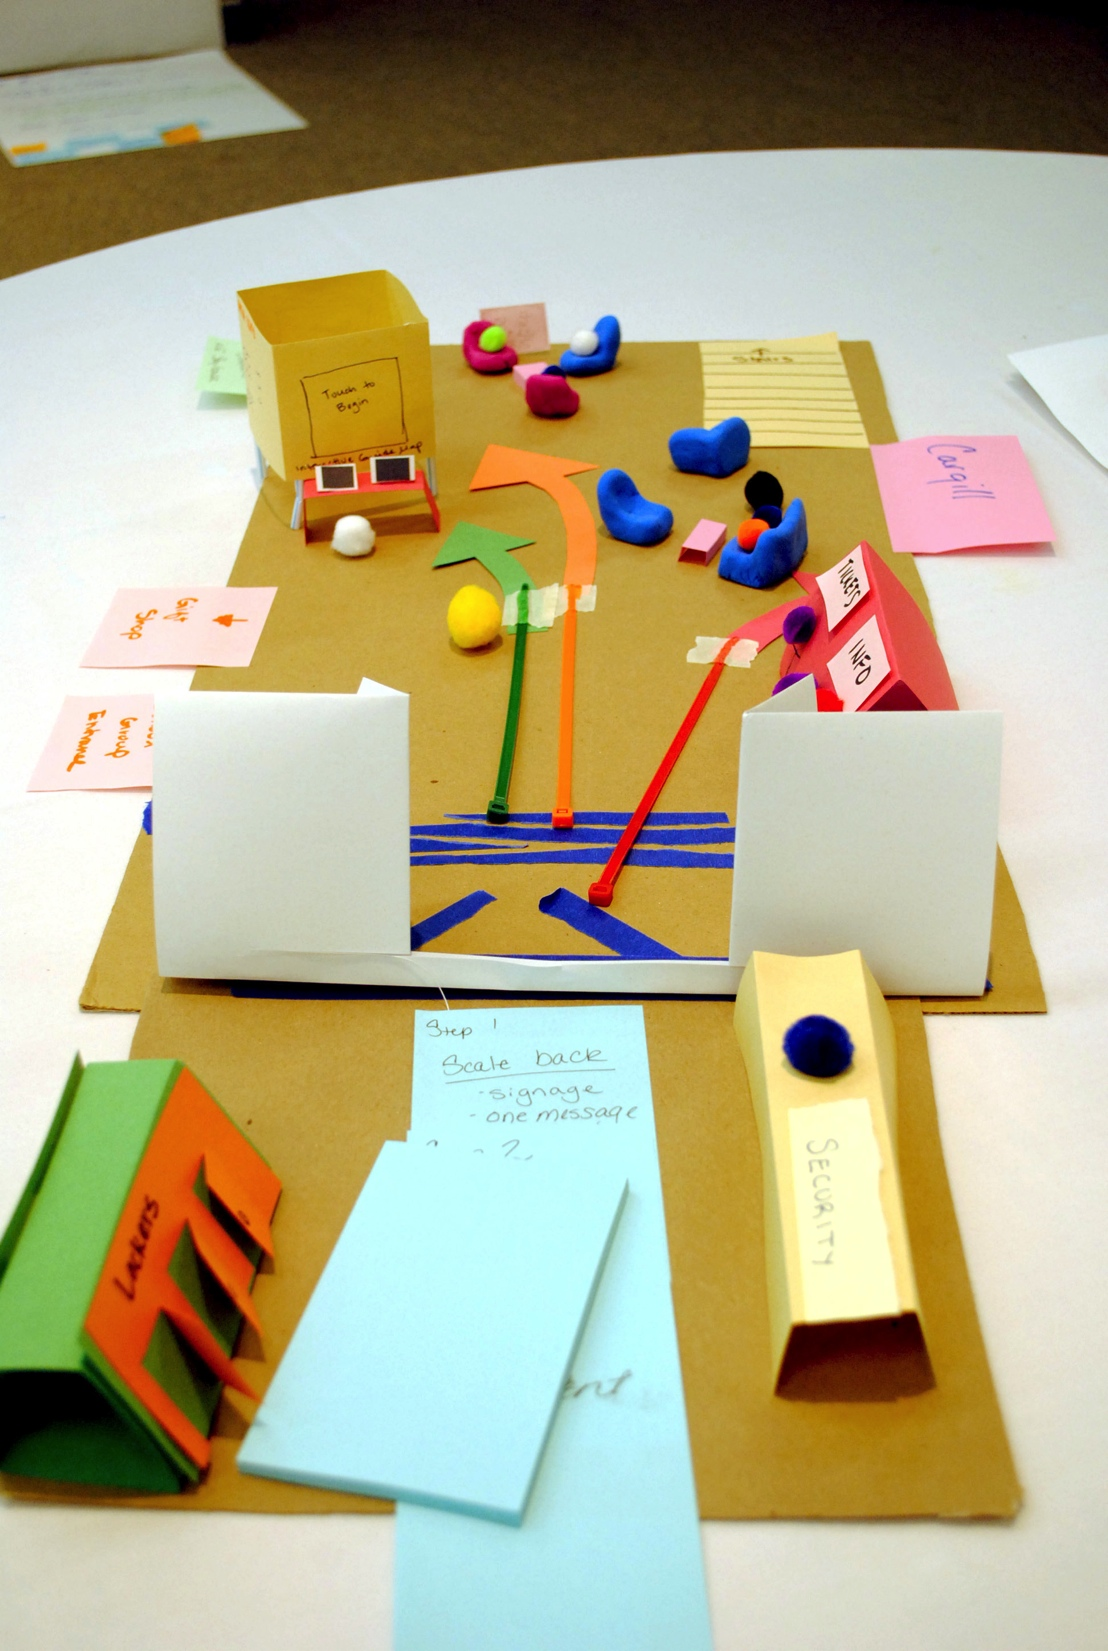 Stairs
Touch to
Begin
Cargill
TICKETS
INFO
Gift
Shop
Group
Entrance
Step 1
Scale back
- signage
- one message
LOCKERS
SECURITY